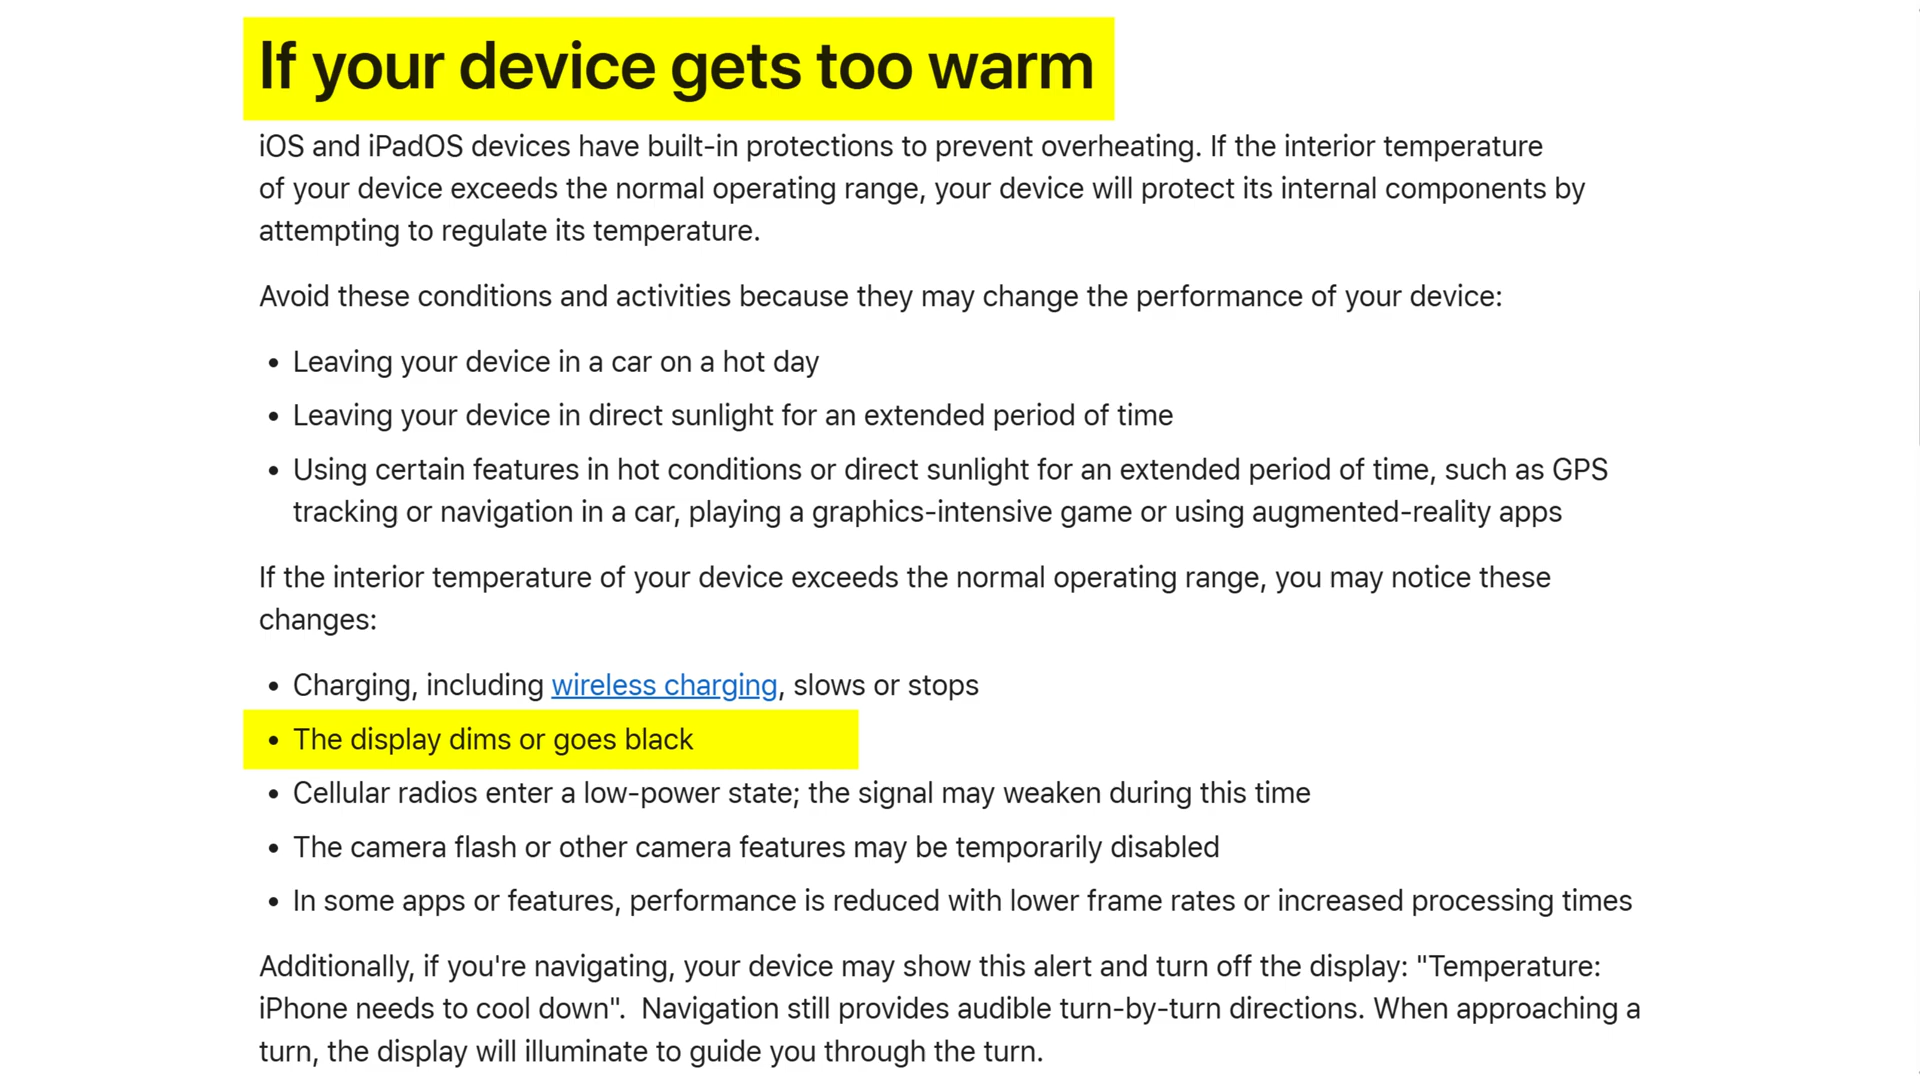 If your device gets too warm
iOS and iPadOS devices have built-in protections to prevent overheating. If the interior temperature
of your device exceeds the normal operating range, your device will protect its internal components by
attempting to regulate its temperature.
Avoid these conditions and activities because they may change the performance of your device:
• Leaving your device in a car on a hot day
• Leaving your device in direct sunlight for an extended period of time
• Using certain features in hot conditions or direct sunlight for an extended period of time, such as GPS
tracking or navigation in a car, playing a graphics-intensive game or using augmented-reality apps
If the interior temperature of your device exceeds the normal operating range, you may notice these
changes:
• Charging, including wireless charging, slows or stops
• The display dims or goes black
• Cellular radios enter a low-power state; the signal may weaken during this time
• The camera flash or other camera features may be temporarily disabled
• In some apps or features, performance is reduced with lower frame rates or increased processing times
Additionally, if you're navigating, your device may show this alert and turn off the display: "Temperature:
iPhone needs to cool down".  Navigation still provides audible turn-by-turn directions. When approaching a
turn, the display will illuminate to guide you through the turn.